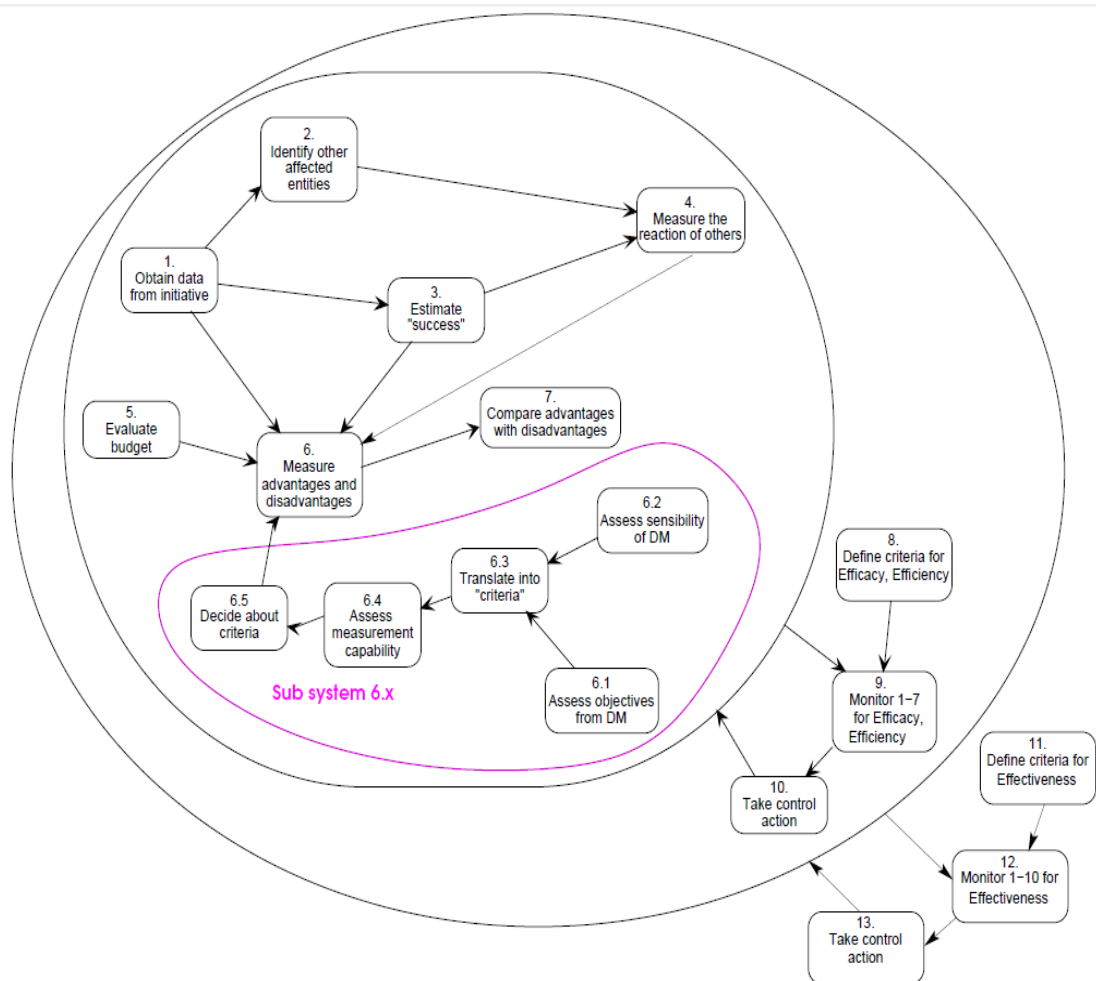 2.
Identify other
affected
entities
4.
Measure the
reaction of others
1.
Obtain data
from initiative
3.
Estimate
"success"
5.
Evaluate
budget
7.
Compare advantages
with disadvantages
6.
Measure
advantages and
disadvantages
6.2
Assess sensibility
of DM
6.3
Translate into
"criteria"
6.4
Assess
measurement
capability
6.5
Decide about
criteria
6.1
Assess objectives
from DM
Sub system 6.x
8.
Define criteria for
Efficacy, Efficiency
9.
Monitor 1−7
for Efficacy,
Efficiency
10.
Take control
action
11.
Define criteria for
Effectiveness
12.
Monitor 1−10 for
Effectiveness
13.
Take control
action